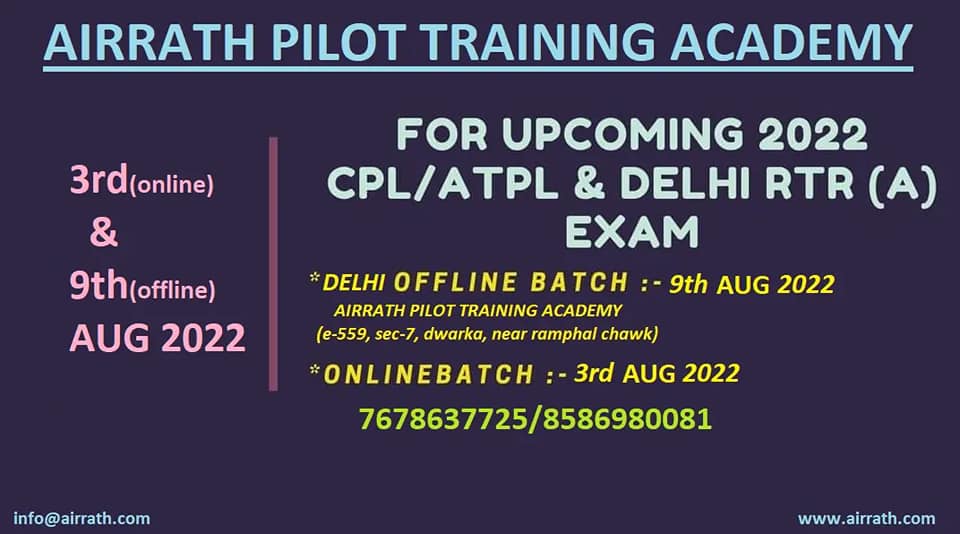 AIRRATH PILOT TRAINING ACADEMY
3rd(online)
&
9th(offline)
AUG 2022
FOR UPCOMING 2022
CPL/ATPL & DELHI RTR (A)
EXAM
*DELHI OFFLINE BATCH :- 9th AUG 2022
AIRRATH PILOT TRAINING ACADEMY
(e-559, sec-7, dwarka, near ramphal chawk)
*ONLINEBATCH :- 3rd AUG 2022
7678637725/8586980081
info@airrath.com
www.airrath.com